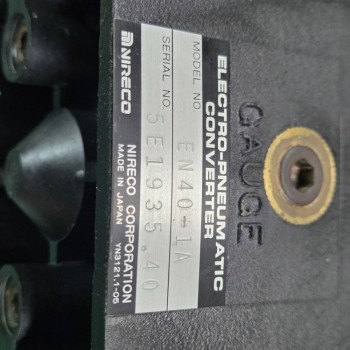 GAUGE
ELECTRO-PNEUMATIC
CONVERTER
MODEL NO. EN40-1A
SERIAL NO. 5E1935.40
NIRECO
NIRECO CORPORATION
MADE IN JAPAN YN3121.1-05